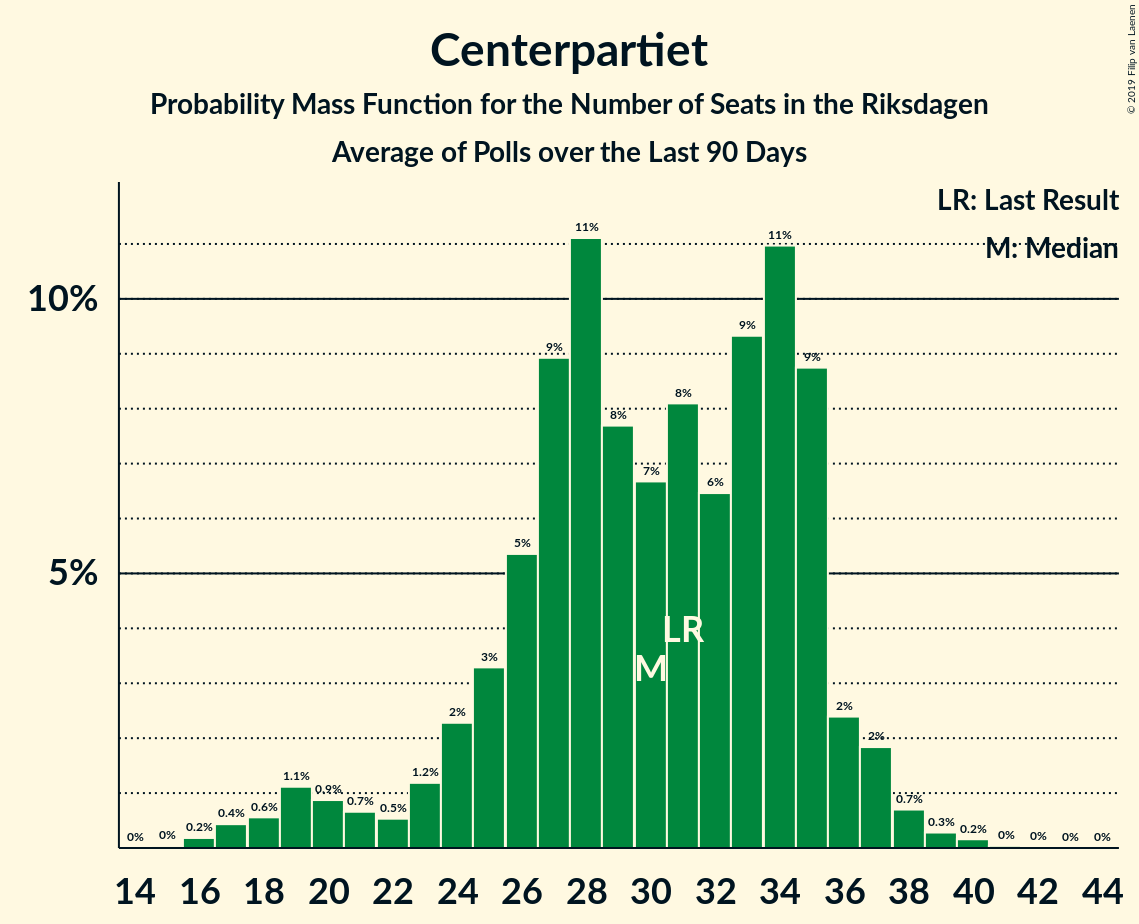 Centerpartiet
Probability Mass Function for the Number of Seats in the Riksdagen
Average of Polls over the Last 90 Days
© 2019 Filip van Laenen
LR: Last Result
M: Median
10%
5%
0% 0% 0.2% 0.4% 0.6% 1.1% 0.9% 0.7% 0.5% 1.2% 2% 3% 5% 9% 11% 8% 7% 8% 6% 9% 11% 9% 2% 2% 0.7% 0.3% 0.2% 0% 0% 0% 0%
LR
M
14 16 18 20 22 24 26 28 30 32 34 36 38 40 42 44